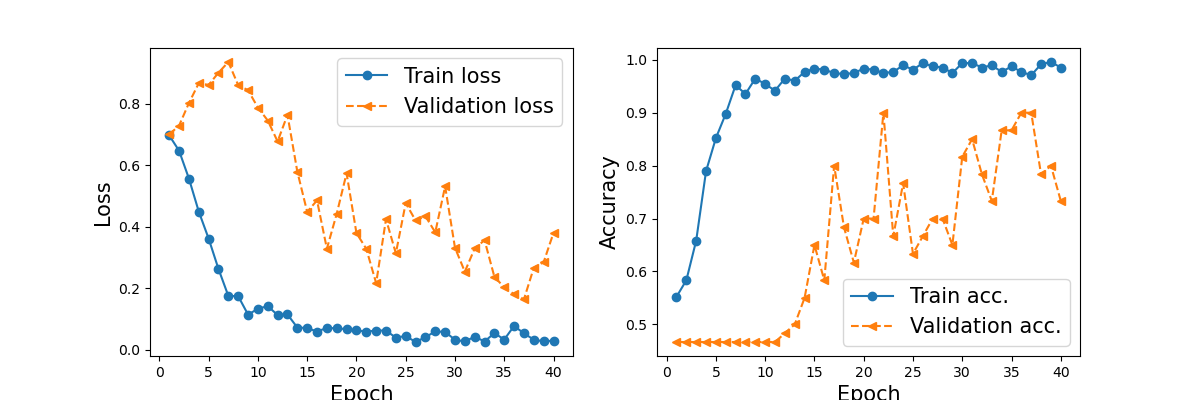 Train loss
Validation loss
0.8
0.6
0.4
0.2
0.0
Loss
0 5 10 15 20 25 30 35 40
Epoch
1.0
0.9
0.8
0.7
0.6
0.5
Accuracy
Train acc.
Validation acc.
0 5 10 15 20 25 30 35 40
Epoch